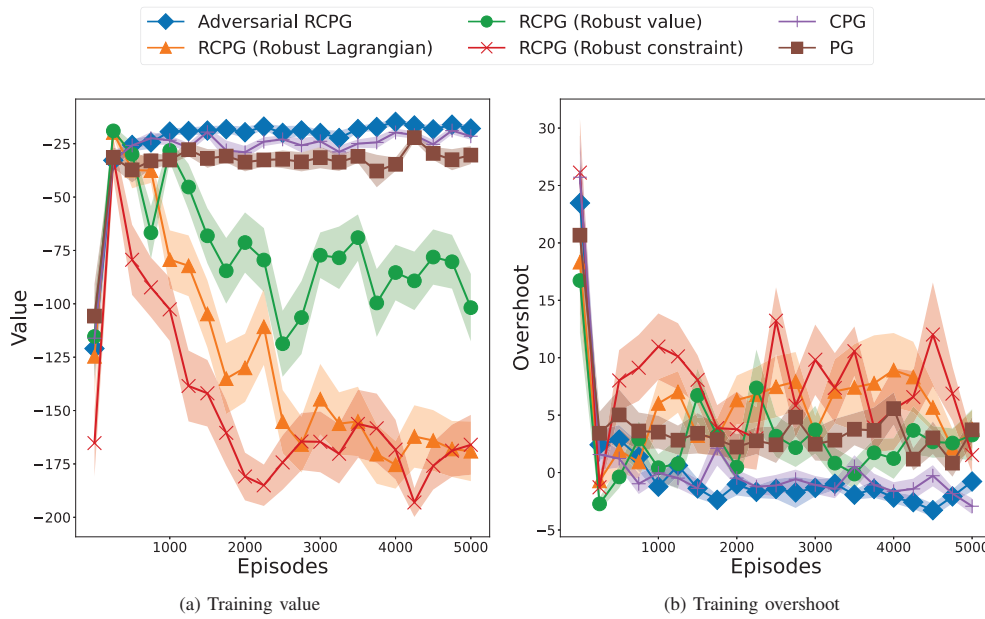 Adversarial RCPG
RCPG (Robust Lagrangian)
RCPG (Robust value)
RCPG (Robust constraint)
CPG
PG
Value
−25
−50
−75
−100
−125
−150
−175
−200
1000 2000 3000 4000 5000
Episodes
(a) Training value
Overshoot
30
25
20
15
10
5
0
−5
1000 2000 3000 4000 5000
Episodes
(b) Training overshoot